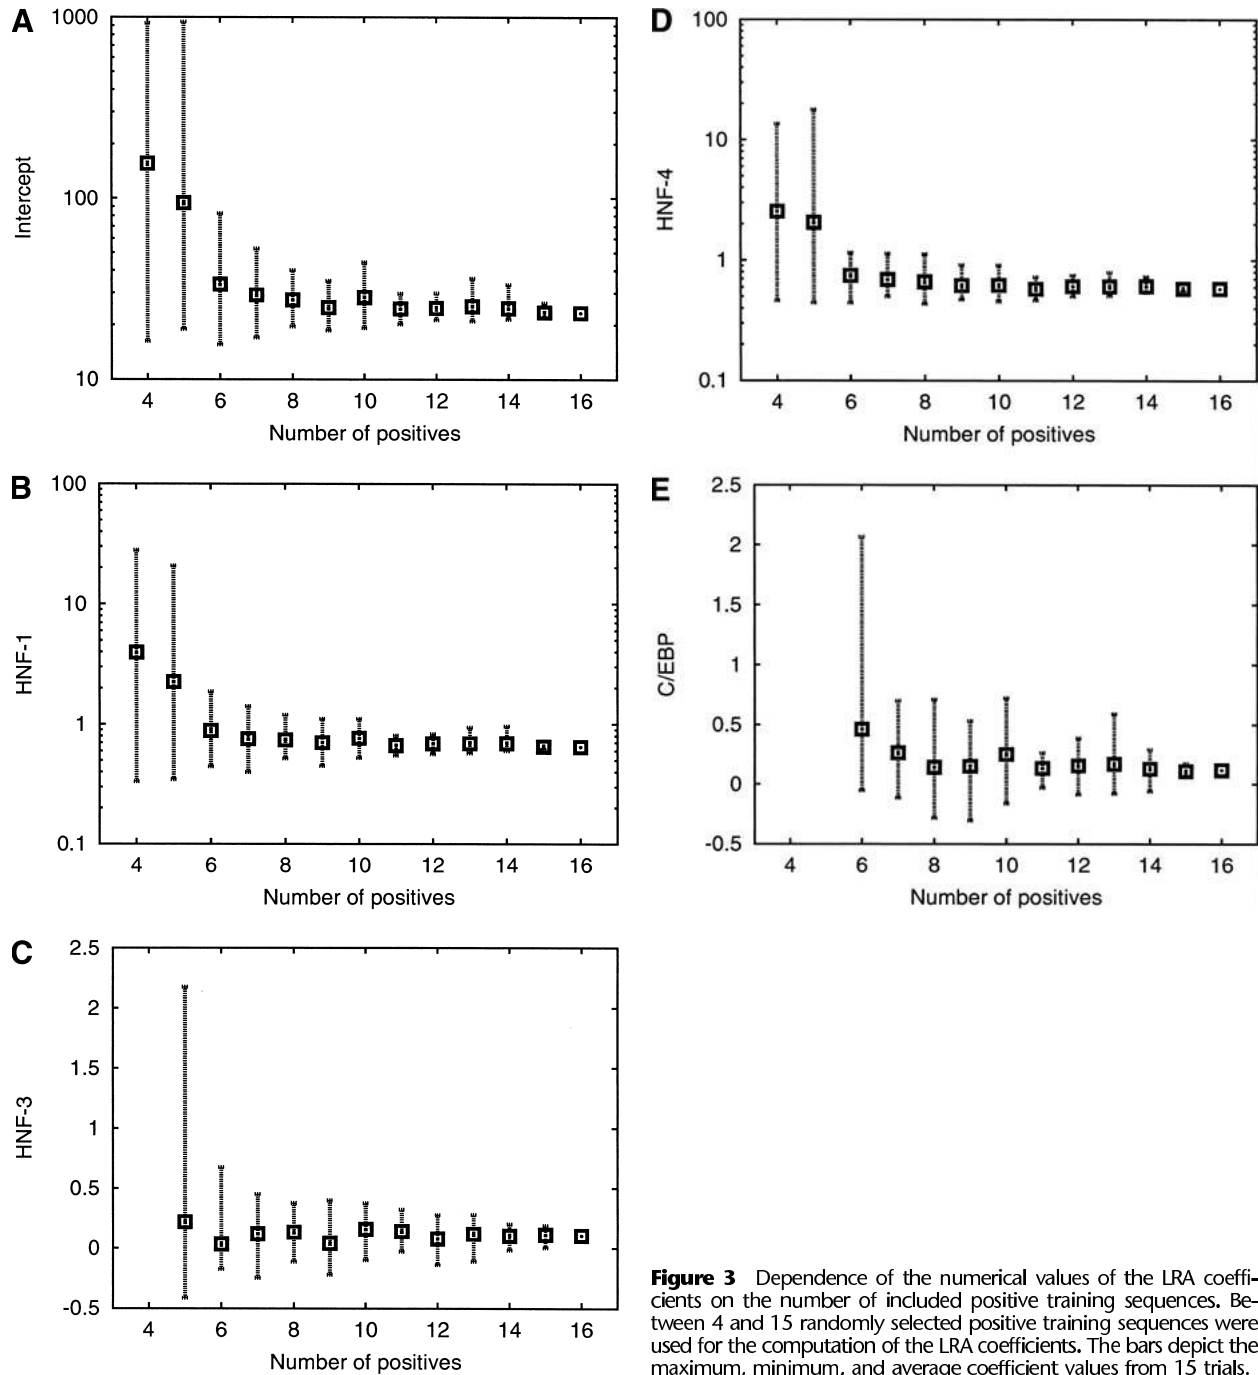 A
1000
100
10
Intercept
4 6 8 10 12 14 16
Number of positives
B
100
10
1
0.1
HNF-1
4 6 8 10 12 14 16
Number of positives
C
2.5
2
1.5
1
0.5
0
-0.5
HNF-3
4 6 8 10 12 14 16
Number of positives
D
100
10
1
0.1
HNF-4
4 6 8 10 12 14 16
Number of positives
E
2.5
2
1.5
1
0.5
0
-0.5
C/EBP
4 6 8 10 12 14 16
Number of positives
Figure 3 Dependence of the numerical values of the LRA coeffi-
cients on the number of included positive training sequences. Be-
tween 4 and 15 randomly selected positive training sequences were
used for the computation of the LRA coefficients. The bars depict the
maximum, minimum, and average coefficient values from 15 trials.